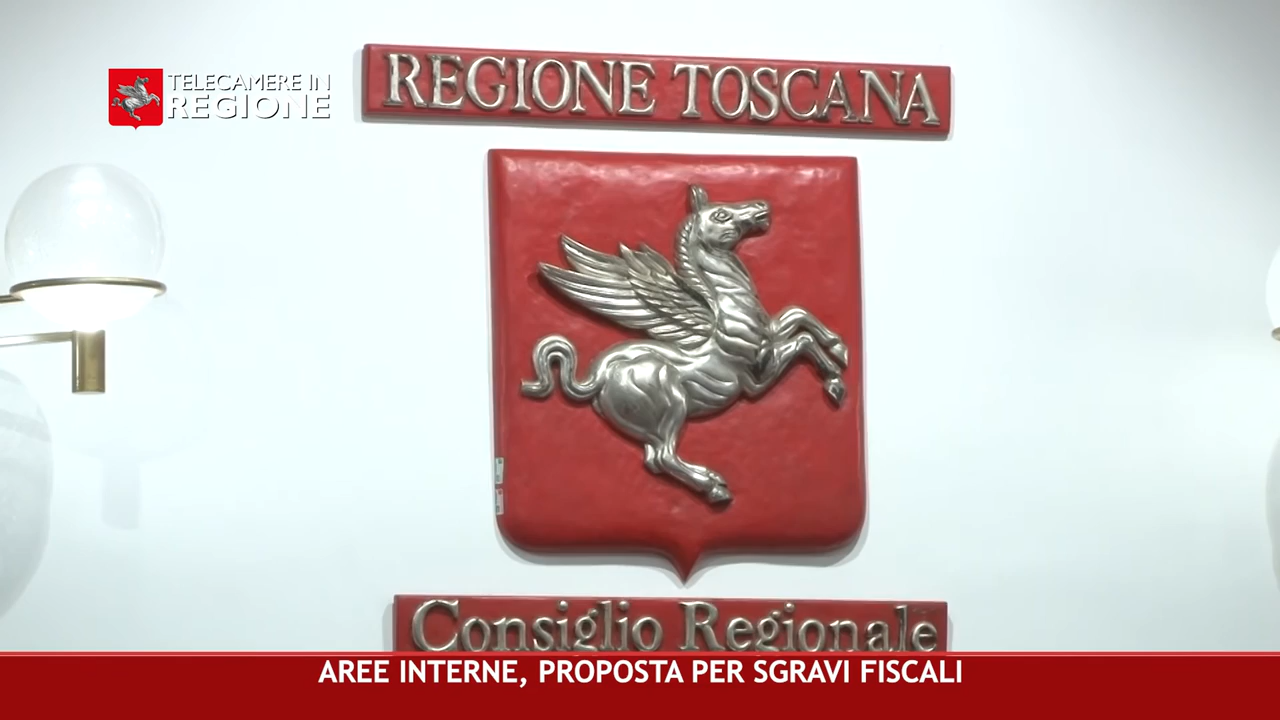 TELECAMERE IN
REGIONE
REGIONE TOSCANA
Consiglio Regionale
AREE INTERNE, PROPOSTA PER SGRAVI FISCALI